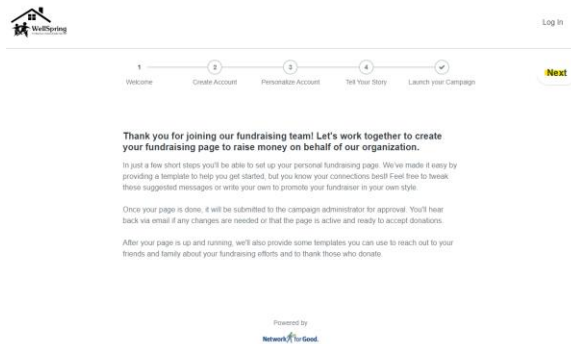 WellSpring
Log In
1 2 3 4
Welcome Create Account Personalize Account Tell Your Story Launch your Campaign
Next
Thank you for joining our fundraising team! Let's work together to create
your fundraising page to raise money on behalf of our organization.
In just a few short steps you'll be able to set up your personal fundraising page. We've made it easy by
providing a template to help you get started, but you know your connections best! Feel free to tweak
these suggested messages or write your own to promote your fundraiser in your own style.
Once your page is done, it will be submitted to the campaign administrator for approval. You'll hear
back via email if any changes are needed or that the page is active and ready to accept donations.
After your page is up and running, we'll also provide some templates you can use to reach out to your
friends and family about your fundraising efforts and to thank those who donate
Powered by
Network for Good.